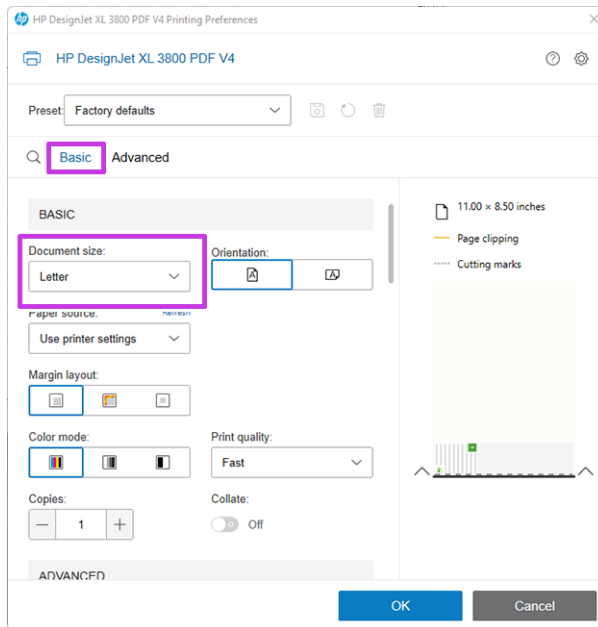 HP DesignJet XL 3800 PDF V4 Printing Preferences
HP DesignJet XL 3800 PDF V4
Preset: Factory defaults
Basic Advanced
BASIC
Document size:
Letter
Orientation:
Paper source: Refresh
Use printer settings
Margin layout:
Color mode:
Print quality:
Fast
Copies:
1
Collate:
Off
ADVANCED
11.00 × 8.50 inches
Page clipping
Cutting marks
OK Cancel